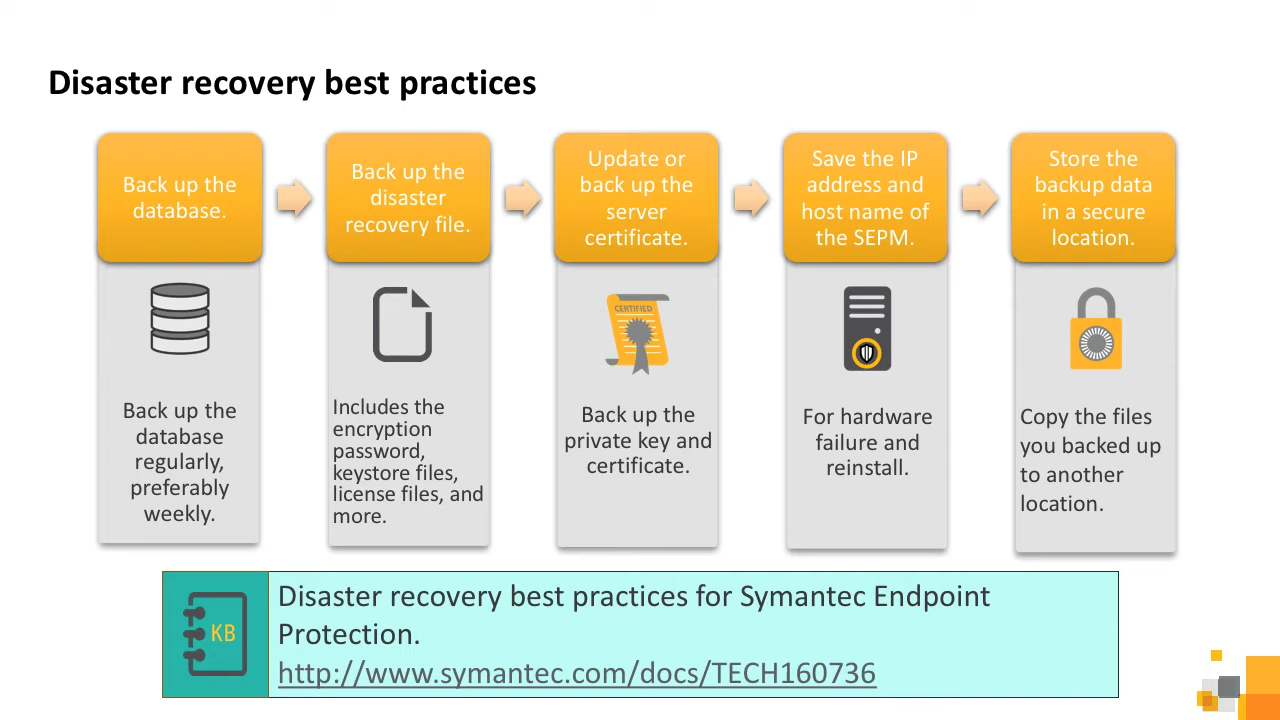 Disaster recovery best practices
Back up the
database.
Back up the
disaster
recovery file.
Update or
back up the
server
certificate.
Save the IP
address and
host name of
the SEPM.
Store the
backup data
in a secure
location.
CERTIFIED
Back up the
database
regularly,
preferably
weekly.
Includes the
encryption
password,
keystore files,
license files, and
more.
Back up the
private key and
certificate.
For hardware
failure and
reinstall.
Copy the files
you backed up
to another
location.
KB
Disaster recovery best practices for Symantec Endpoint
Protection.
http://www.symantec.com/docs/TECH160736